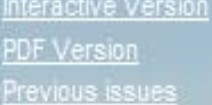 Interactive Version
PDF Version
Previous issues